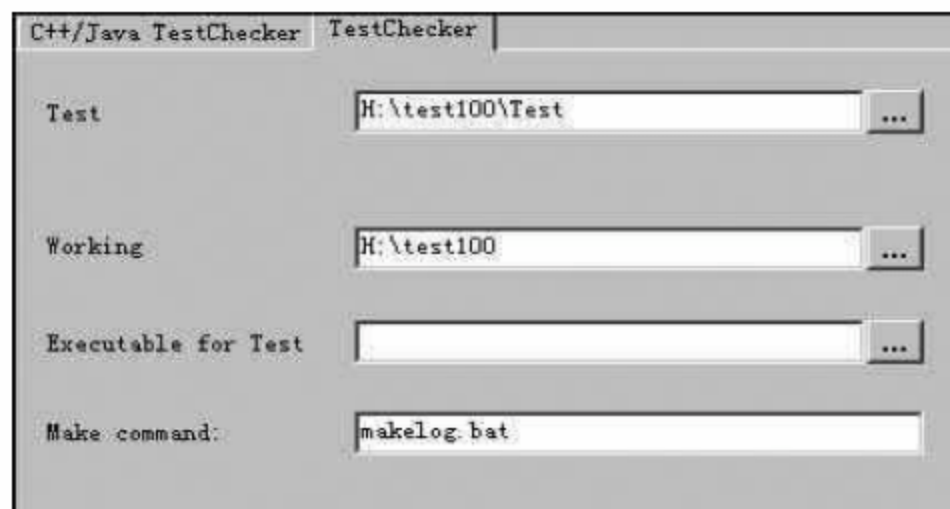 C++/Java TestChecker TestChecker
Test H:\test100\Test ...
Working H:\test100 ...
Executable for Test ...
Make command: makelog.bat